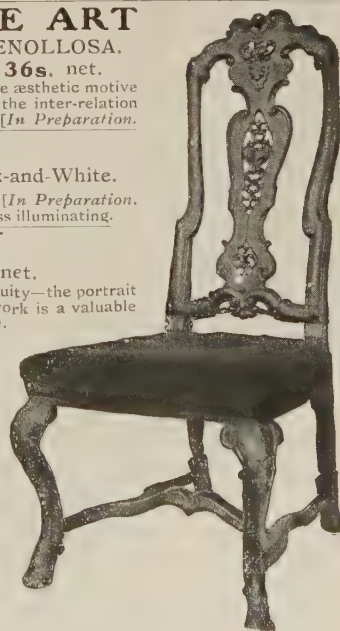 E ART
ENOLLOSA.
36s. net.
e æsthetic motive
the inter-relation
[In Preparation.
k-and-White.
[In Preparation.
ss illuminating.
net.
uity—the portrait
ork is a valuable